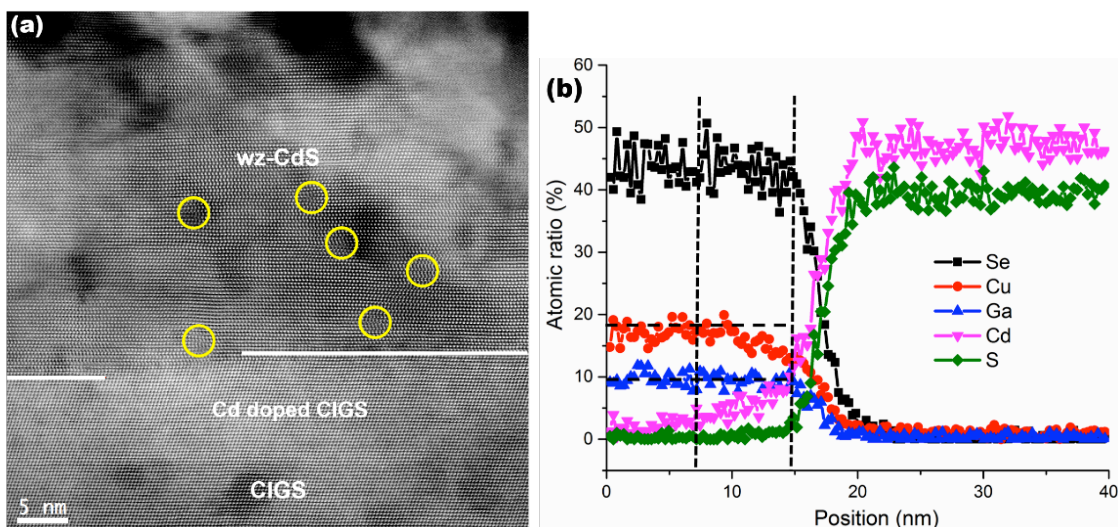 (a)
wz-CdS
Cd doped CIGS
CIGS
5 nm
(b)
60
50
40
30
20
10
0
Atomic ratio (%)
Se
Cu
Ga
Cd
S
0 10 20 30 40
Position (nm)